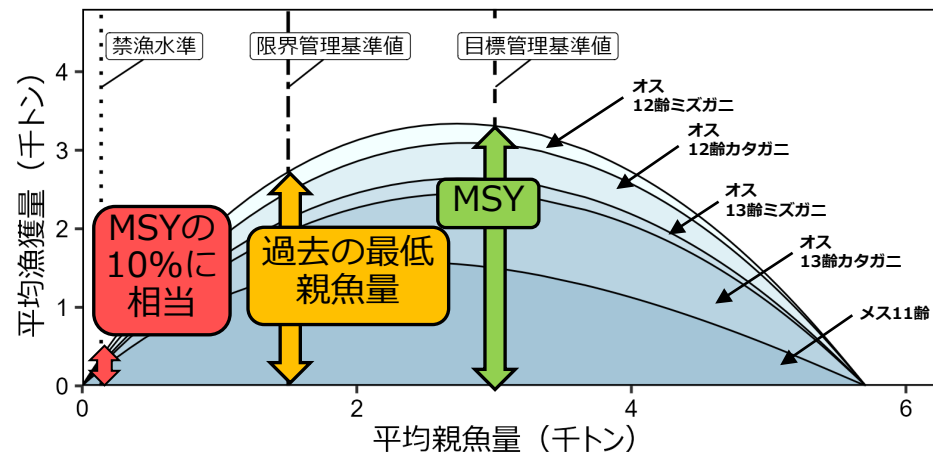 禁漁水準
限界管理基準値
目標管理基準値
オス
12齢ミズガニ
オス
12齢カタガニ
オス
13齢ミズガニ
オス
13齢カタガニ
メス11齢
MSYの
10%に
相当
過去の最低
親魚量
MSY
平均漁獲量（千トン）
4
3
2
1
0
0
2
4
6
平均親魚量（千トン）